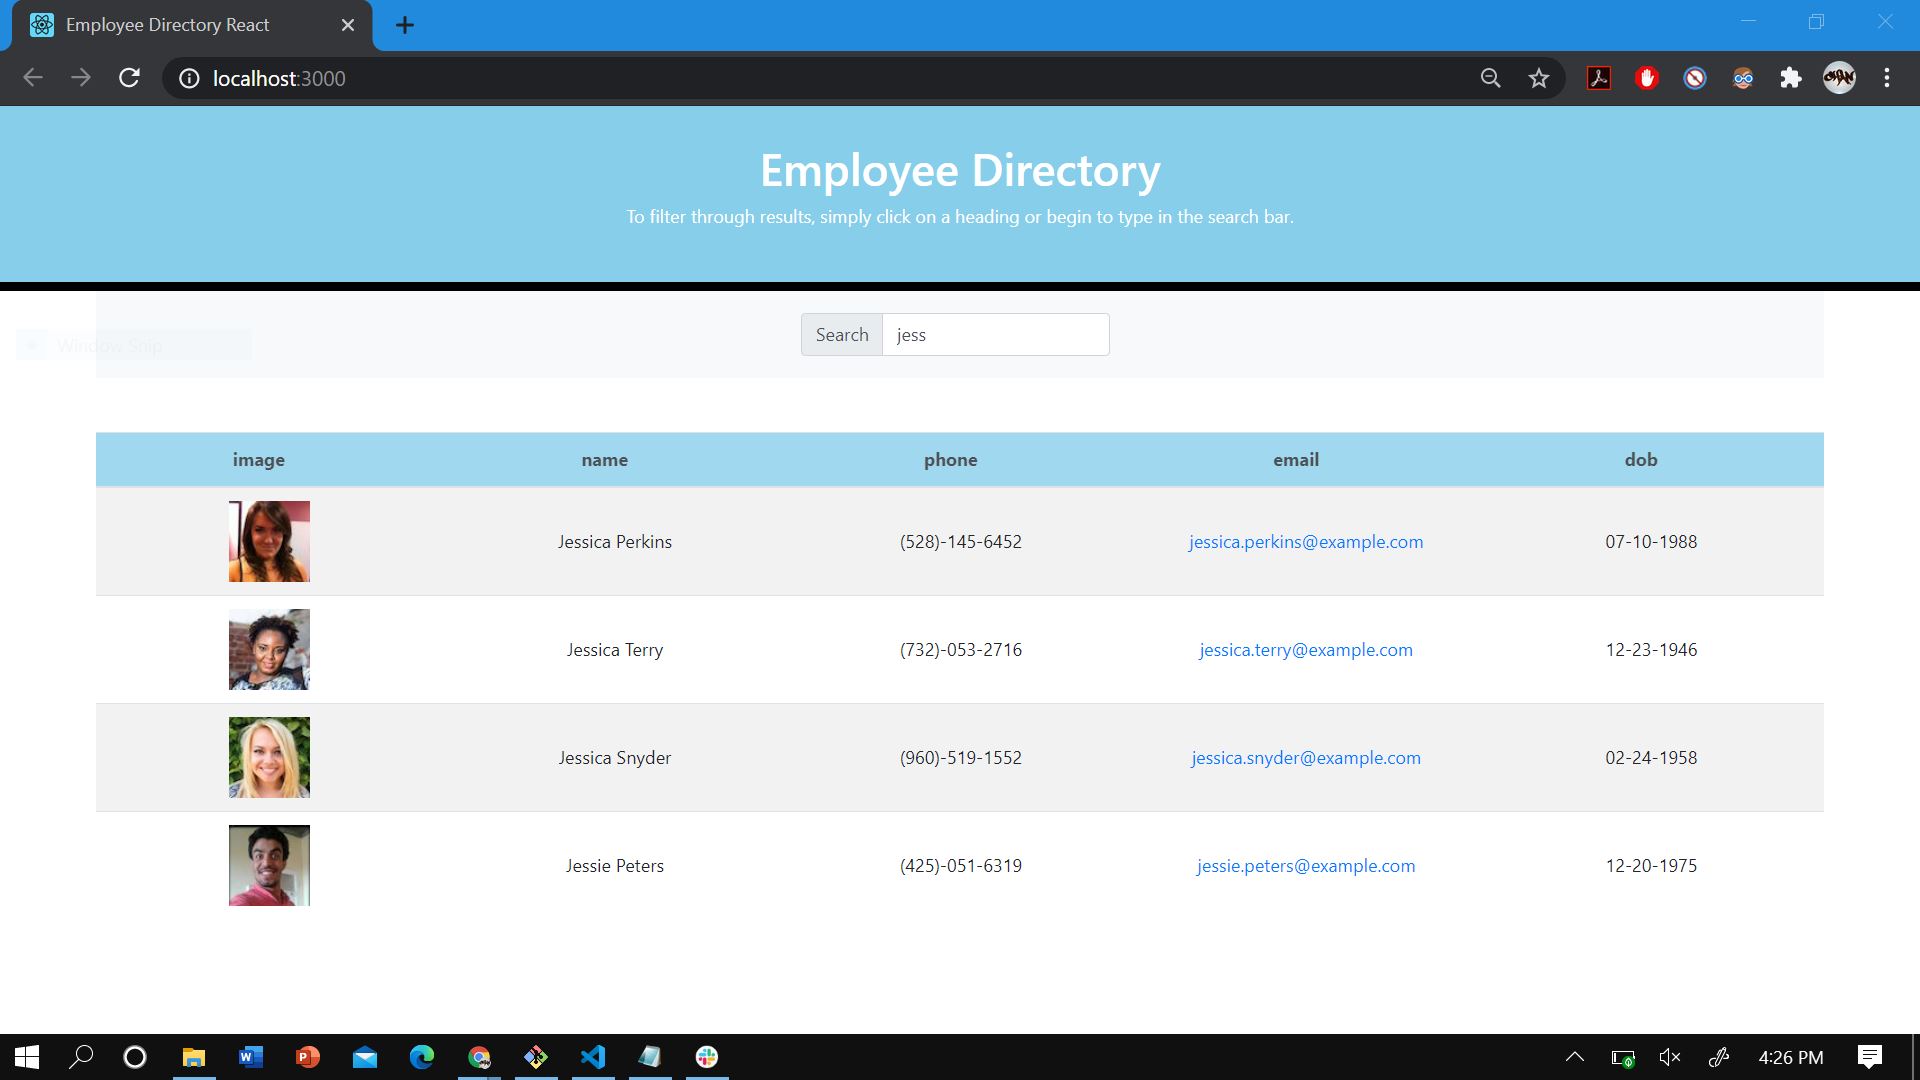 Employee Directory React
localhost:3000
Employee Directory
To filter through results, simply click on a heading or begin to type in the search bar.
Search jess
Window Snip
image name phone email dob
Jessica Perkins (528)-145-6452 jessica.perkins@example.com 07-10-1988
Jessica Terry (732)-053-2716 jessica.terry@example.com 12-23-1946
Jessica Snyder (960)-519-1552 jessica.snyder@example.com 02-24-1958
Jessie Peters (425)-051-6319 jessie.peters@example.com 12-20-1975
4:26 PM